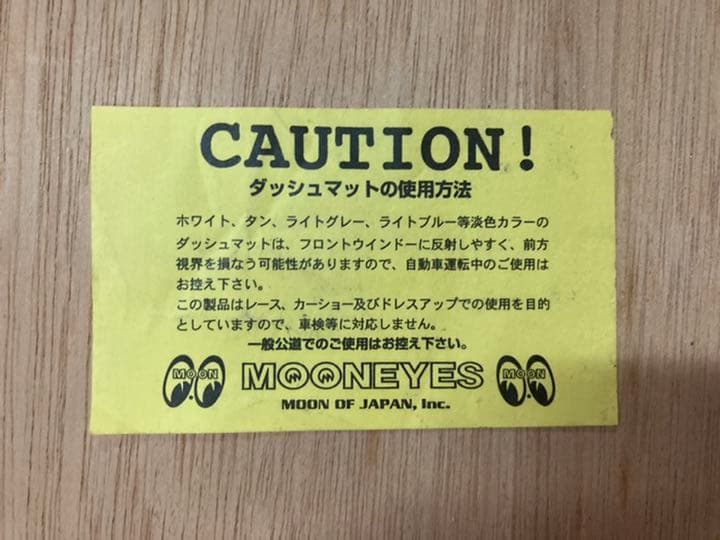 CAUTION!
ダッシュマットの使用方法
ホワイト、タン、ライトグレー、ライトブルー等淡色カラーの
ダッシュマットは、フロントウインドーに反射しやすく、前方
視界を損なう可能性がありますので、自動車運転中のご使用は
お控え下さい。
この製品はレース、カーショー及びドレスアップでの使用を目的
としていますので、車検等に対応しません。
一般公道でのご使用はお控え下さい。
MOON MOONEYES MOON
MOON OF JAPAN, Inc.